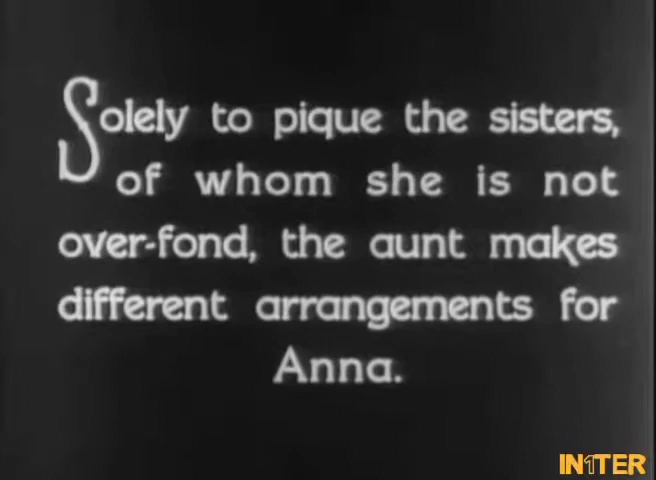 Solely to pique the sisters,
of whom she is not
over-fond, the aunt makes
different arrangements for
Anna.
IN1TER